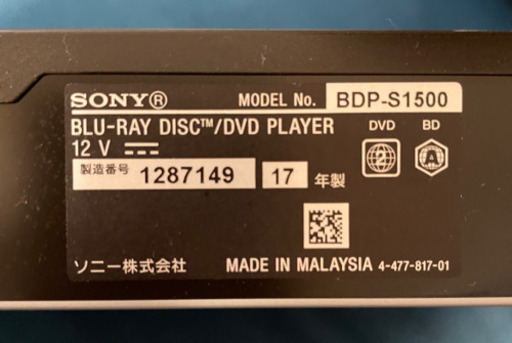 SONY® MODEL No. BDP-S1500
BLU-RAY DISC™/DVD PLAYER DVD BD
12 V 2 A
製造番号 1287149 17 年製
ソニー株式会社 MADE IN MALAYSIA 4-477-817-01